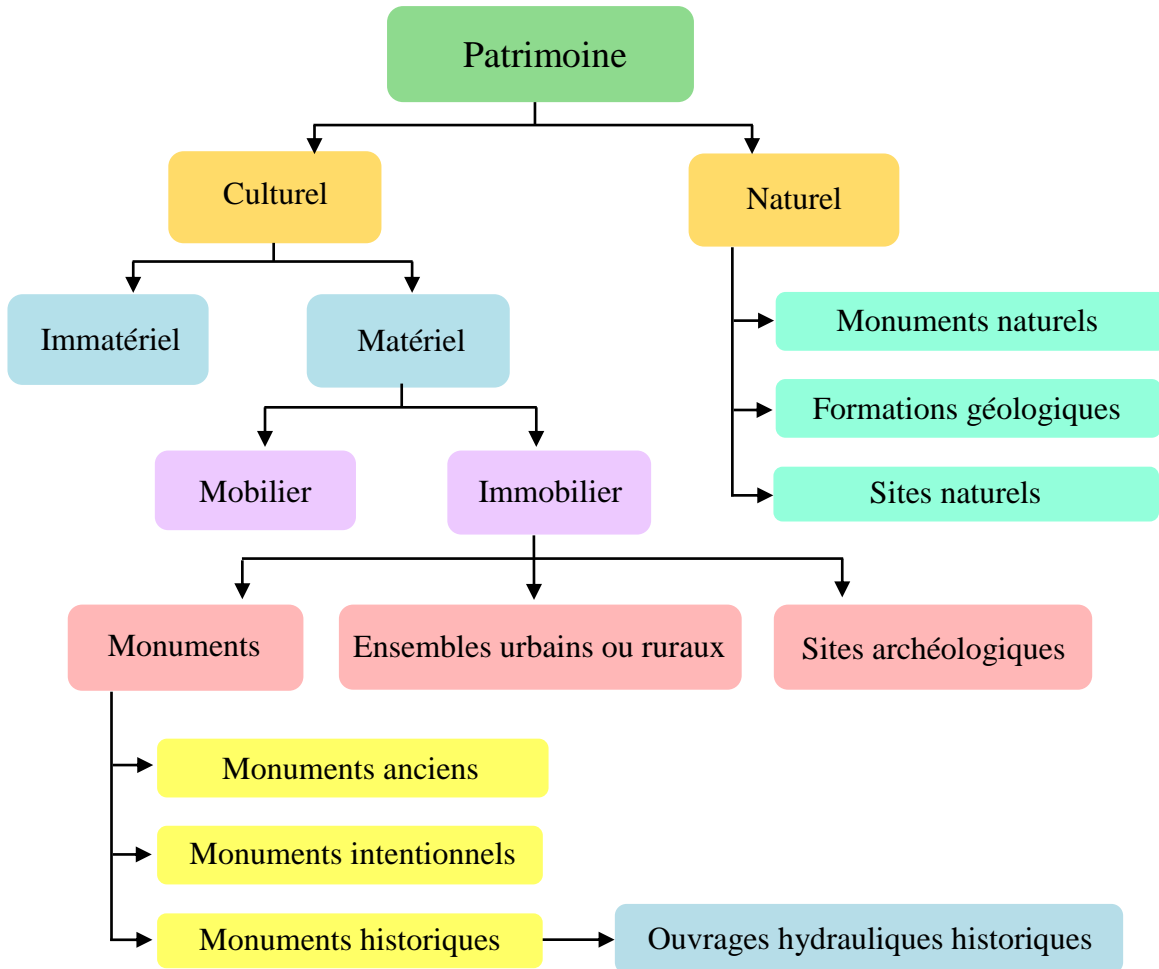 Patrimoine
Culturel
Naturel
Immatériel
Matériel
Monuments naturels
Formations géologiques
Mobilier
Immobilier
Sites naturels
Monuments
Ensembles urbains ou ruraux
Sites archéologiques
Monuments anciens
Monuments intentionnels
Monuments historiques
Ouvrages hydrauliques historiques